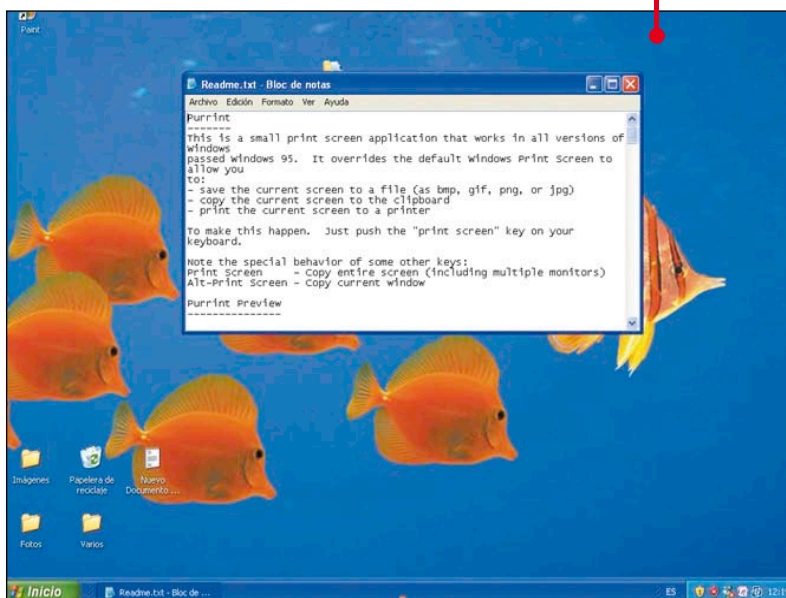 Paint
Readme.txt - Bloc de notas
Archivo Edición Formato Ver Ayuda
Purrint
-------
This is a small print screen application that works in all versions of
Windows
passed Windows 95.  It overrides the default Windows Print Screen to
allow you
to:
- save the current screen to a file (as bmp, gif, png, or jpg)
- copy the current screen to the clipboard
- print the current screen to a printer
To make this happen.  Just push the "print screen" key on your
keyboard.
Note the special behavior of some other keys:
Print Screen     - Copy entire screen (including multiple monitors)
Alt-Print Screen - Copy current window
Purrint Preview
---------------
Imágenes
Papelera de
reciclaje
Nuevo
Documento ...
Fotos
Varios
Inicio
Readme.txt - Bloc de ...
ES